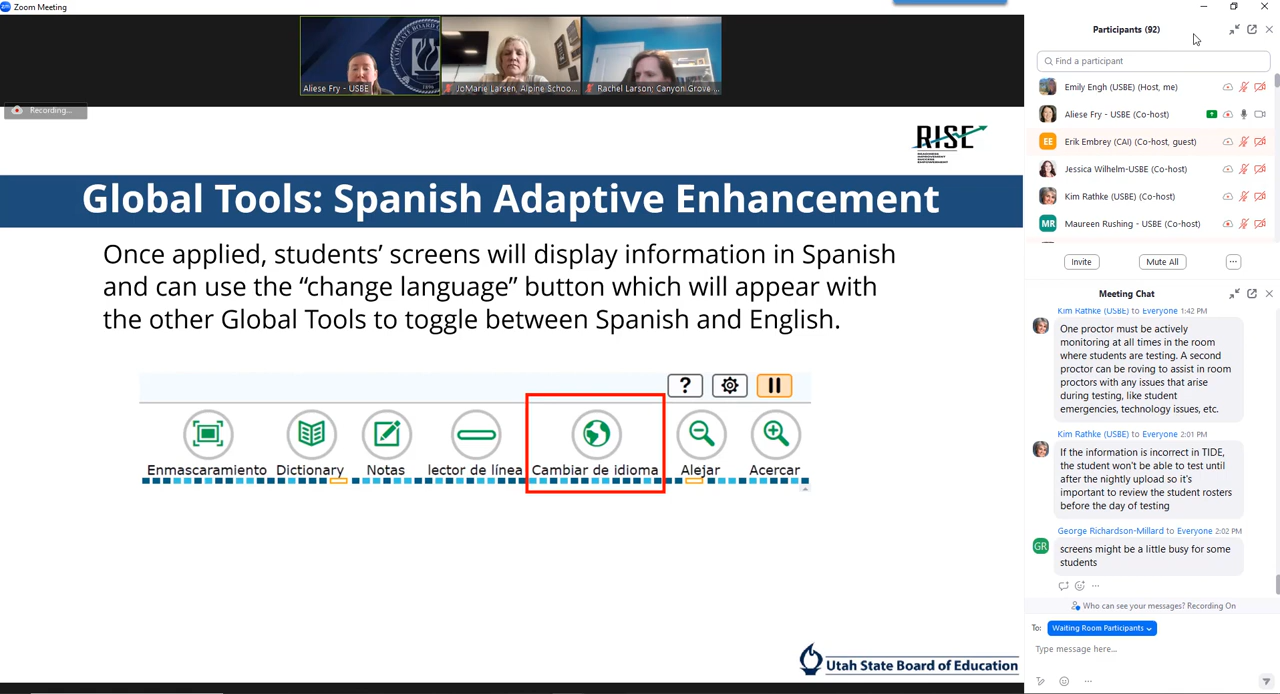 Zoom Meeting
Aliese Fry - USBE
JoMarie Larsen, Alpine Schoo...
Rachel Larson; Canyon Grove ...
Recording...
RISE
Global Tools: Spanish Adaptive Enhancement
Once applied, students’ screens will display information in Spanish
and can use the “change language” button which will appear with
the other Global Tools to toggle between Spanish and English.
?
Enmascaramiento
Dictionary
Notas
lector de línea
Cambiar de idioma
Alejar
Acercar
Utah State Board of Education
Participants (92)
Find a participant
Emily Engh (USBE) (Host, me)
Aliese Fry - USBE (Co-host)
EE
Erik Embrey (CAI) (Co-host, guest)
Jessica Wilhelm-USBE (Co-host)
Kim Rathke (USBE) (Co-host)
MR
Maureen Rushing - USBE (Co-host)
Invite
Mute All
...
Meeting Chat
Kim Rathke (USBE) to Everyone 1:42 PM
One proctor must be actively
monitoring at all times in the room
where students are testing. A second
proctor can be roving to assist in room
proctors with any issues that arise
during testing, like student
emergencies, technology issues, etc.
Kim Rathke (USBE) to Everyone 2:01 PM
If the information is incorrect in TIDE,
the student won't be able to test until
after the nightly upload so it's
important to review the student rosters
before the day of testing
George Richardson-Millard to Everyone 2:02 PM
GR
screens might be a little busy for some
students
Who can see your messages? Recording On
To: Waiting Room Participants
Type message here...